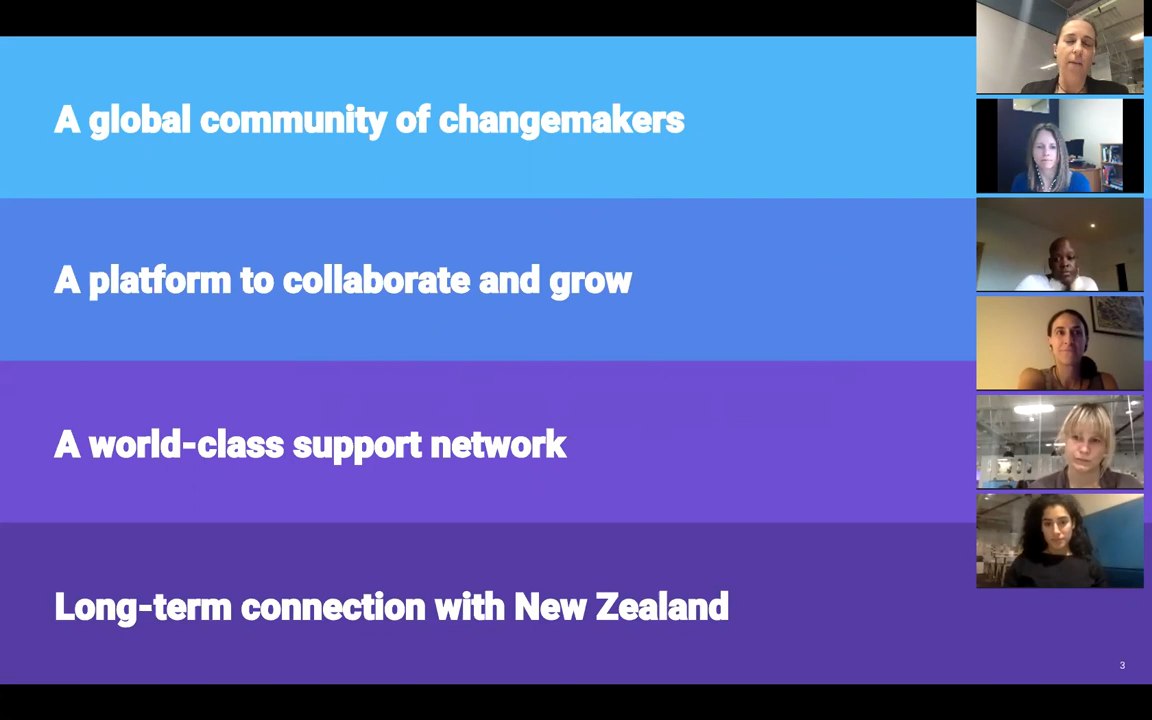 A global community of changemakers
A platform to collaborate and grow
A world-class support network
Long-term connection with New Zealand
3